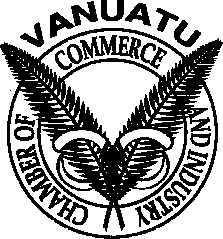 VANUATU
CHAMBER OF
COMMERCE
AND INDUSTRY